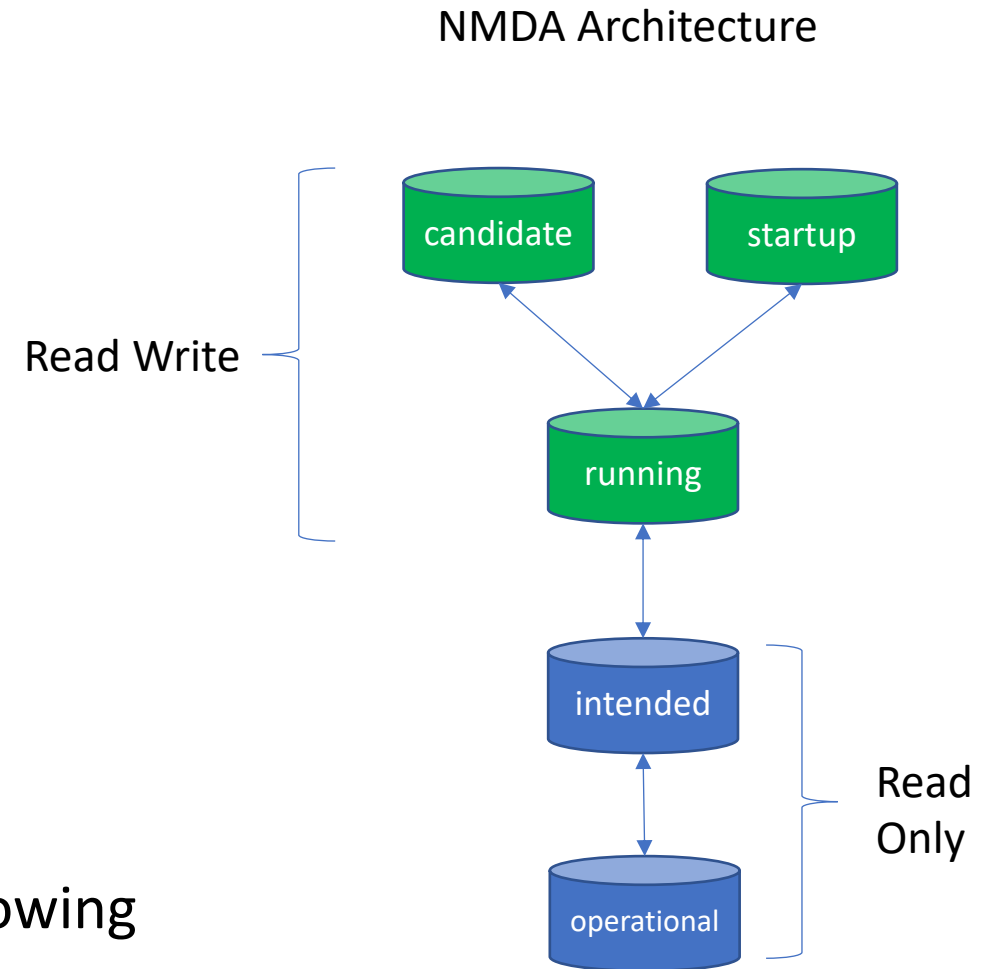 NMDA Architecture
candidate
startup
Read Write
running
intended
Read
Only
operational